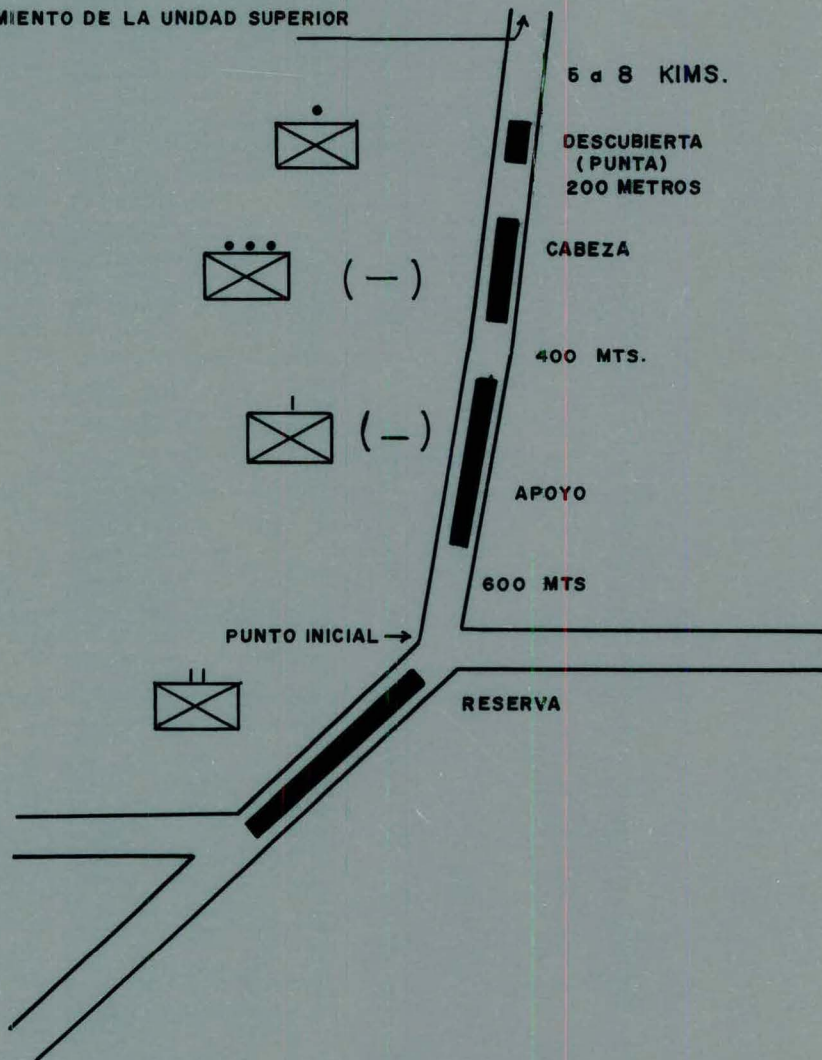 MIENTO DE LA UNIDAD SUPERIOR
5 a 8 KIMS.
DESCUBIERTA
(PUNTA)
200 METROS
CABEZA
(—)
400 MTS.
(—)
APOYO
600 MTS
PUNTO INICIAL
RESERVA